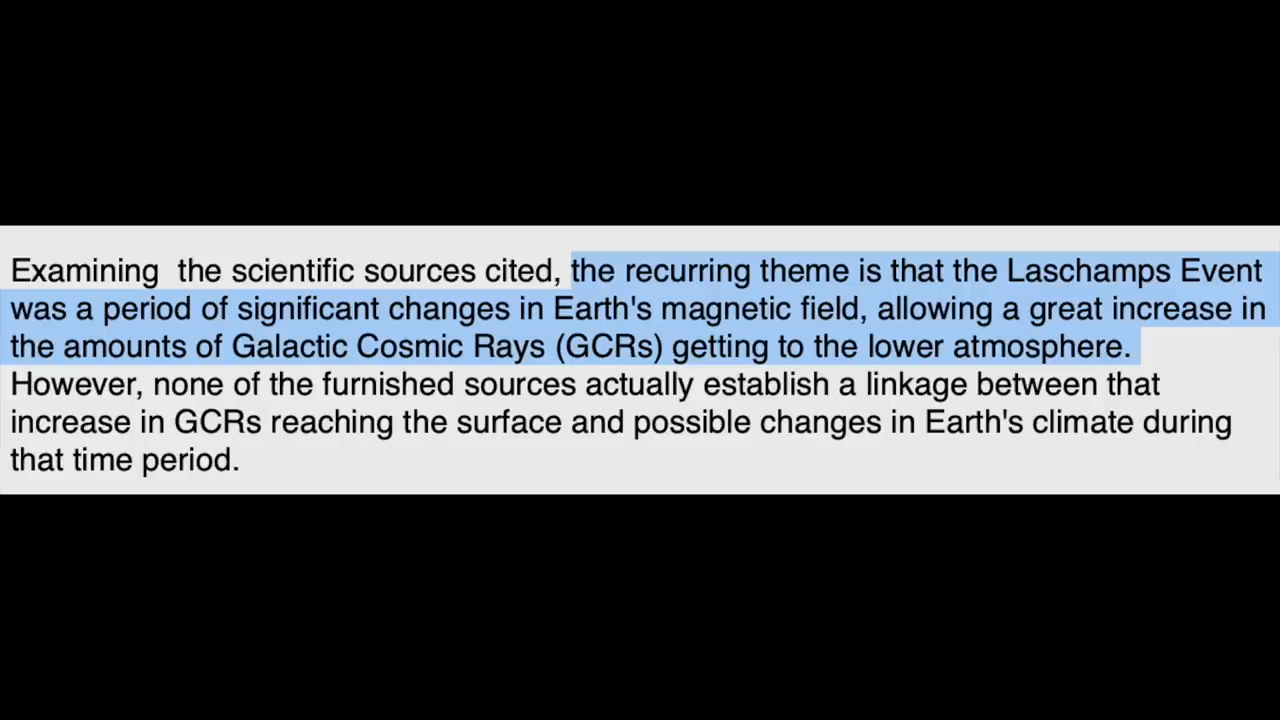 Examining  the scientific sources cited, the recurring theme is that the Laschamps Event
was a period of significant changes in Earth's magnetic field, allowing a great increase in
the amounts of Galactic Cosmic Rays (GCRs) getting to the lower atmosphere.
However, none of the furnished sources actually establish a linkage between that
increase in GCRs reaching the surface and possible changes in Earth's climate during
that time period.